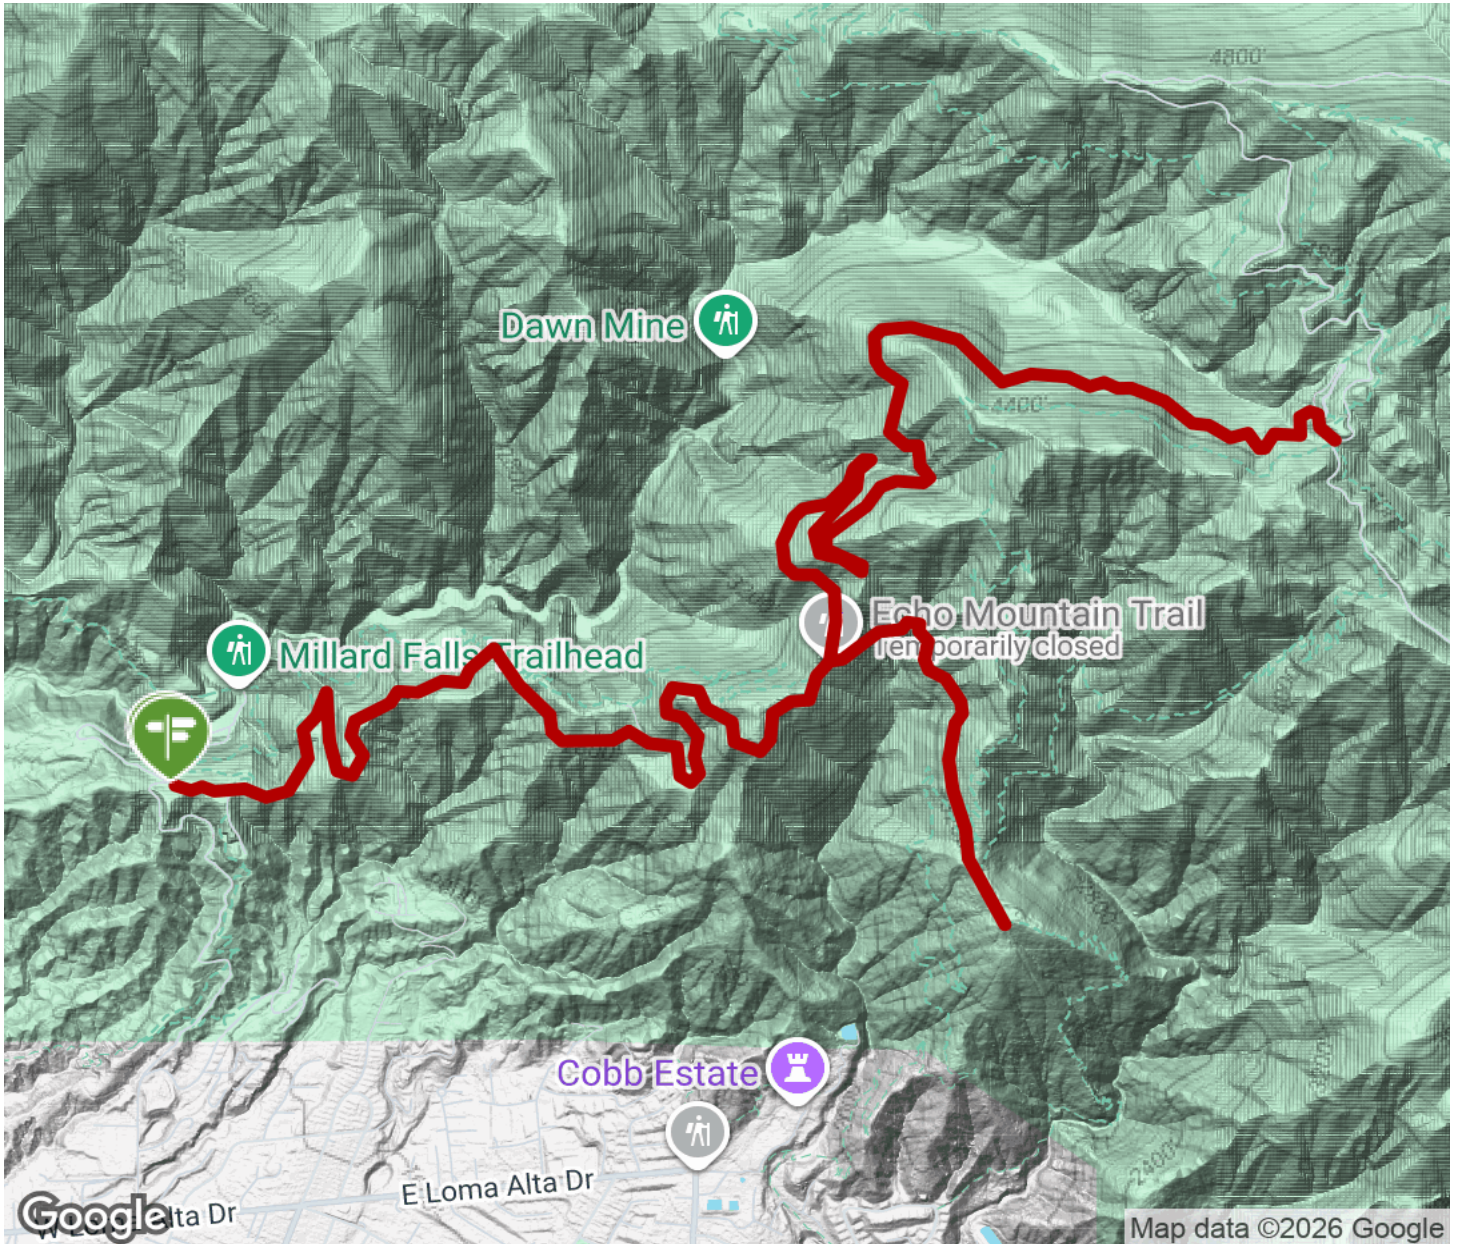 4800'
Dawn Mine
4400'
Echo Mountain Trail
Temporarily closed
Millard Falls Trailhead
Cobb Estate
E Loma Alta Dr
2400'
Google
Map data ©2026 Google